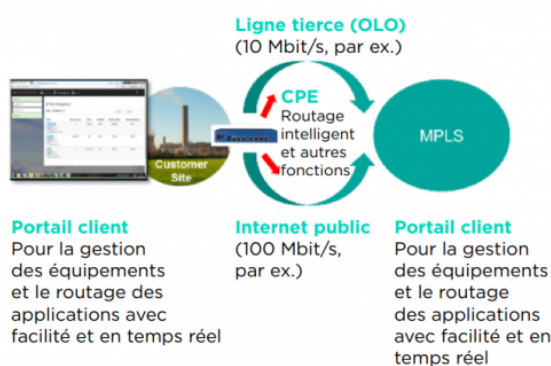 Ligne tierce (OLO)
(10 Mbit/s, par ex.)
CPE
Routage
intelligent
et autres
fonctions
MPLS
Customer
Site
Portail client
Pour la gestion
des équipements
et le routage des
applications avec
facilité et en temps réel
Internet public
(100 Mbit/s,
par ex.)
Portail client
Pour la gestion
des équipements
et le routage
des applications
avec facilité et en
temps réel